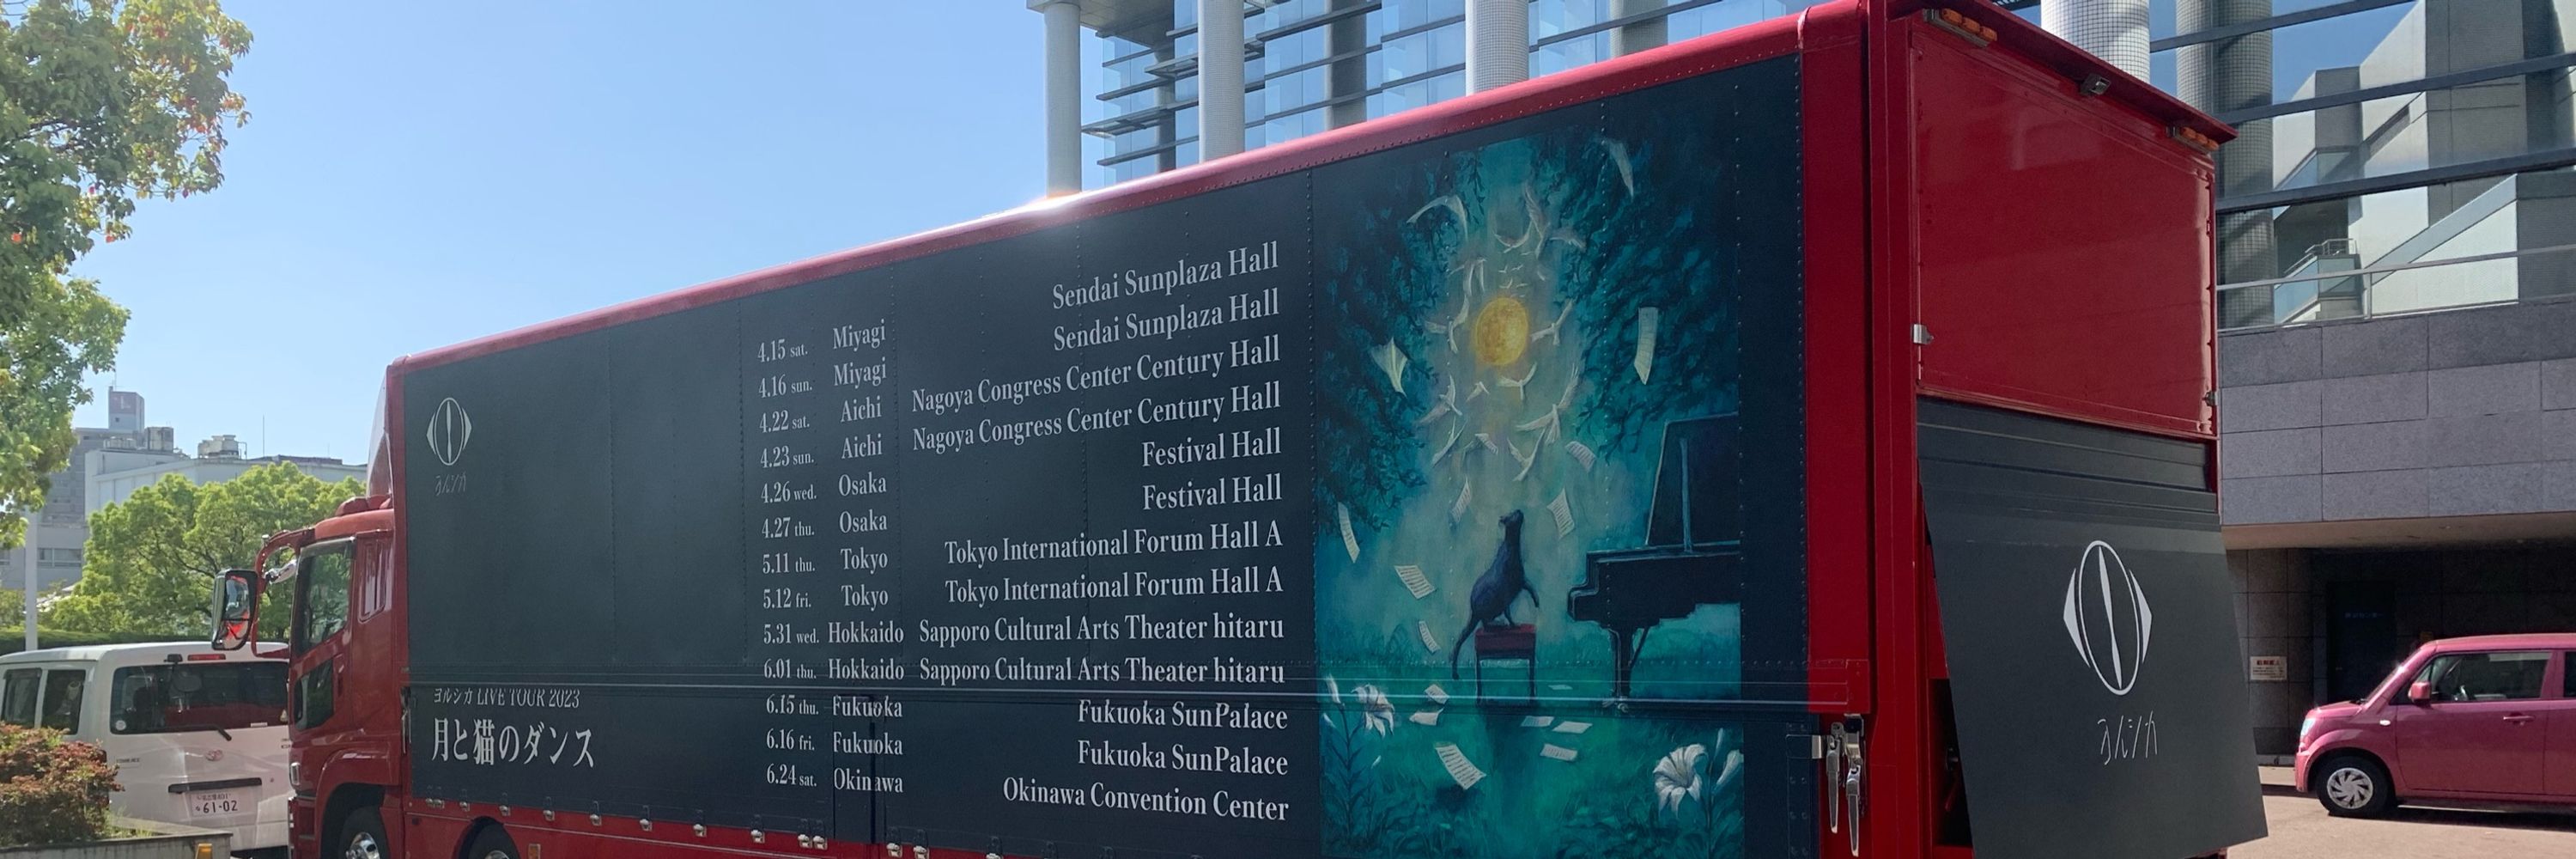 ヨルシカ
ヨルシカ LIVE TOUR 2023
月と猫のダンス
4.15 sat. Miyagi Sendai Sunplaza Hall
4.16 sun. Miyagi Sendai Sunplaza Hall
4.22 sat. Aichi Nagoya Congress Center Century Hall
4.23 sun. Aichi Nagoya Congress Center Century Hall
4.26 wed. Osaka Festival Hall
4.27 thu. Osaka Festival Hall
5.11 thu. Tokyo Tokyo International Forum Hall A
5.12 fri. Tokyo Tokyo International Forum Hall A
5.31 wed. Hokkaido Sapporo Cultural Arts Theater hitaru
6.01 thu. Hokkaido Sapporo Cultural Arts Theater hitaru
6.15 thu. Fukuoka Fukuoka SunPalace
6.16 fri. Fukuoka Fukuoka SunPalace
6.24 sat. Okinawa Okinawa Convention Center
ヨルシカ
61-02